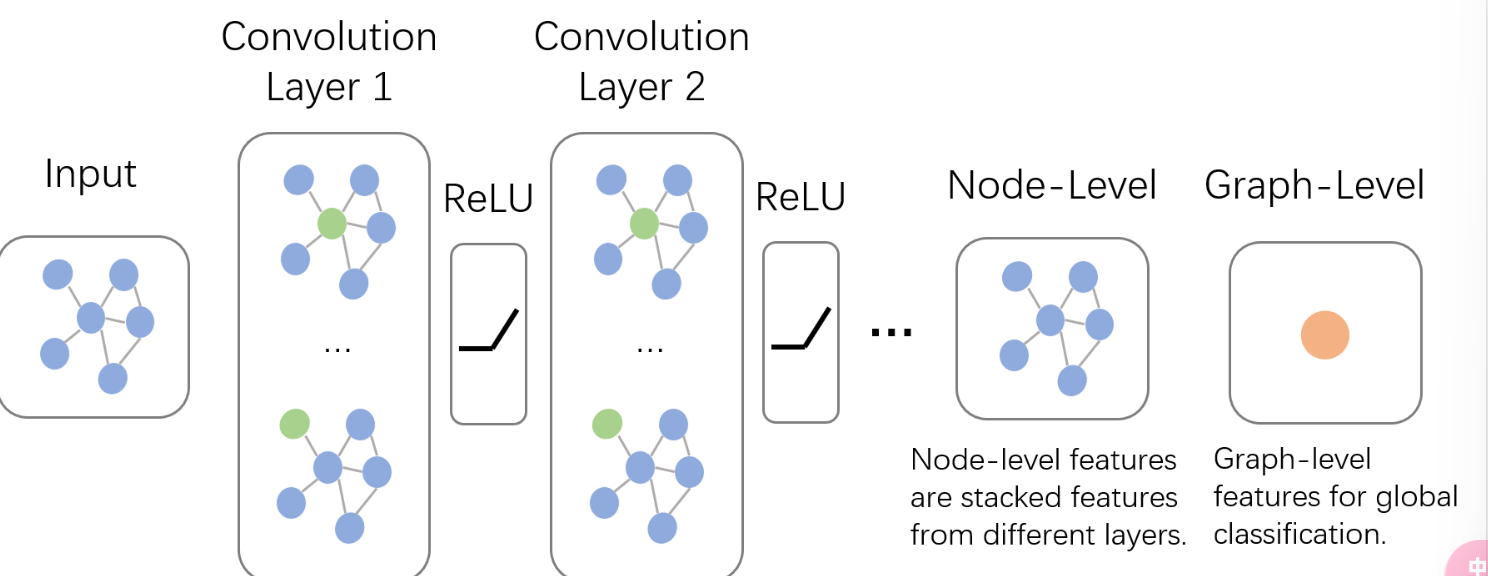 Convolution
Layer 1
Convolution
Layer 2
Input
ReLU
ReLU
Node-Level
Graph-Level
...
...
...
Node-level features
are stacked features
from different layers.
Graph-level
features for global
classification.
中